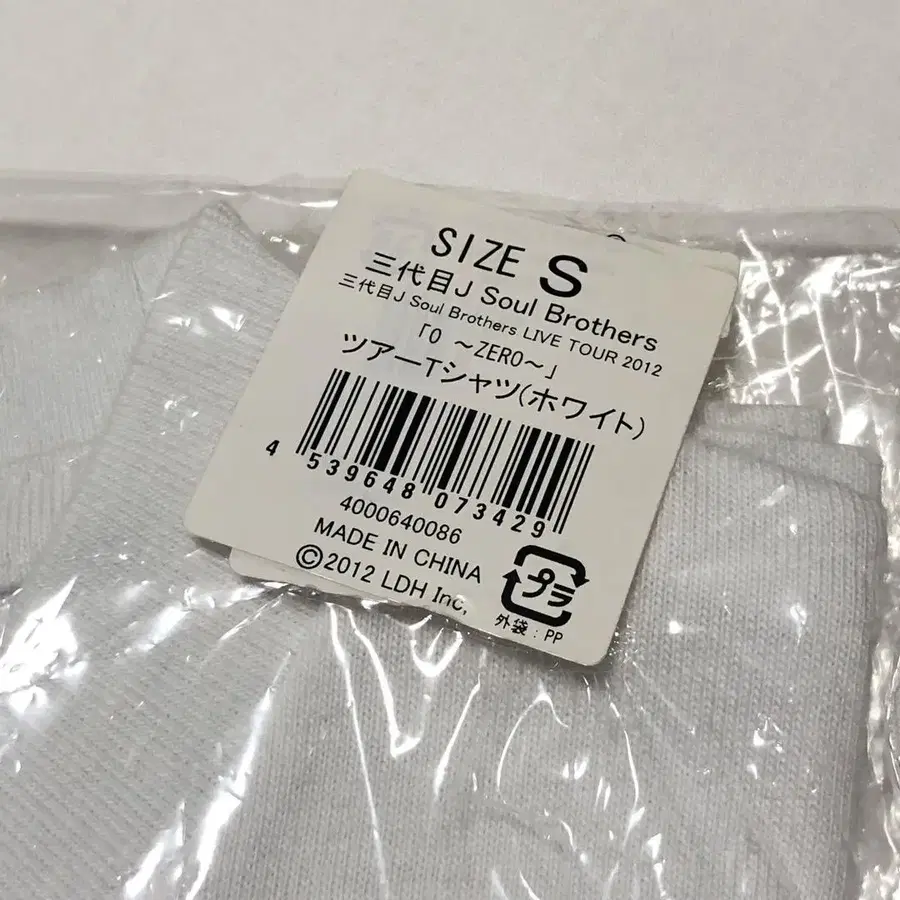 SIZE S
三代目J Soul Brothers
三代目J Soul Brothers LIVE TOUR 2012
「0 ～ZERO～」
ツアーTシャツ(ホワイト)
4 539648 073429
4000640086
MADE IN CHINA
©2012 LDH Inc,
プラ
外袋：PP